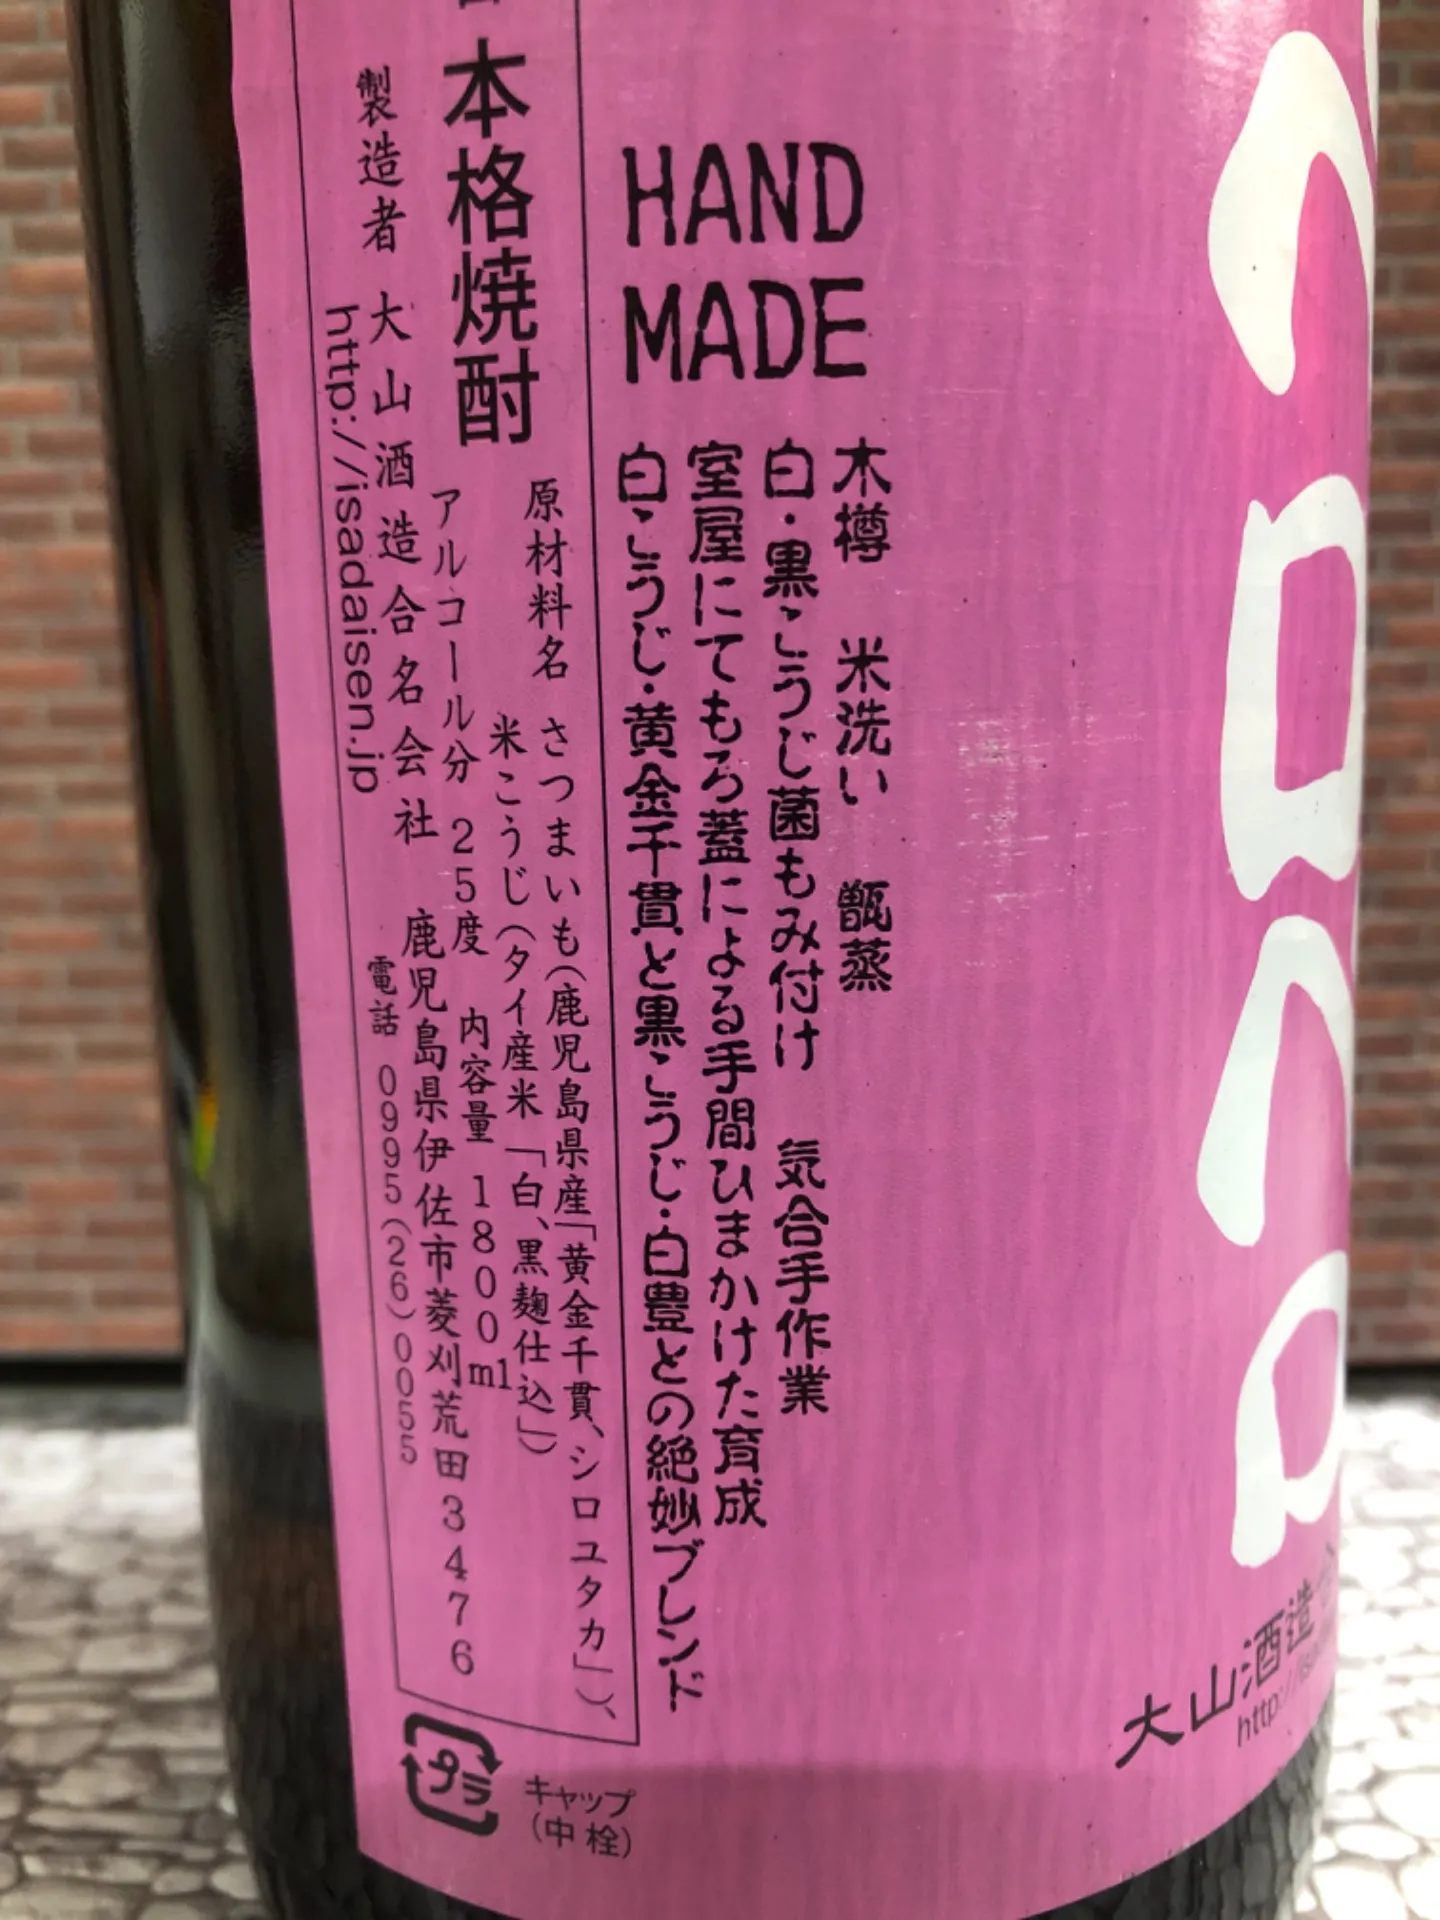 HAND
MADE
木樽　米洗い　甑蒸
白・黒こうじ菌もみ付け　気合手作業
室屋にてもろ蓋による手間ひまかけた育成
白こうじ・黄金千貫と黒こうじ・白豊との絶妙ブレンド
本格焼酎
原材料名　さつまいも（鹿児島県産「黄金千貫、シロユタカ」）、
米こうじ（タイ産米「白、黒麹仕込」）
アルコール分　25度　内容量　1800ml
製造者　大山酒造合名会社　鹿児島県伊佐市菱刈荒田3476
http://isadaisen.jp
電話　0995（26）0055
プラ
キャップ
（中栓）
大山酒造
http://